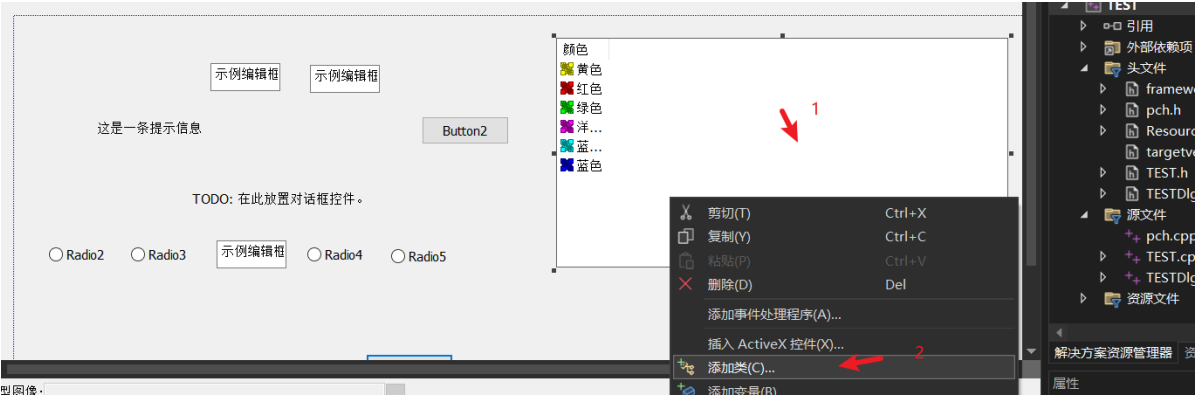 TEST
引用
外部依赖项
头文件
framew
pch.h
Resourc
targetve
TEST.h
TESTDlg
源文件
pch.cpp
TEST.cp
TESTDlg
资源文件
解决方案资源管理器
资
属性
示例编辑框
示例编辑框
这是一条提示信息
Button2
TODO: 在此放置对话框控件。
Radio2
Radio3
示例编辑框
Radio4
Radio5
颜色
黄色
红色
绿色
洋...
蓝...
蓝色
1
剪切(T) Ctrl+X
复制(Y) Ctrl+C
粘贴(P) Ctrl+V
删除(D) Del
添加事件处理程序(A)...
插入 ActiveX 控件(X)...
添加类(C)...
2
添加变量(B)...
型图像: